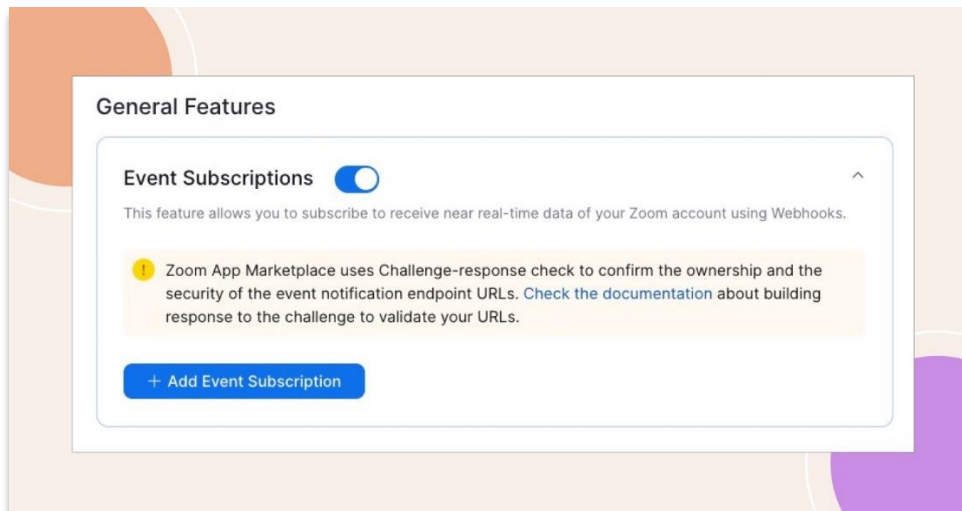 General Features
Event Subscriptions
This feature allows you to subscribe to receive near real-time data of your Zoom account using Webhooks.
! Zoom App Marketplace uses Challenge-response check to confirm the ownership and the
security of the event notification endpoint URLs. Check the documentation about building
response to the challenge to validate your URLs.
+ Add Event Subscription